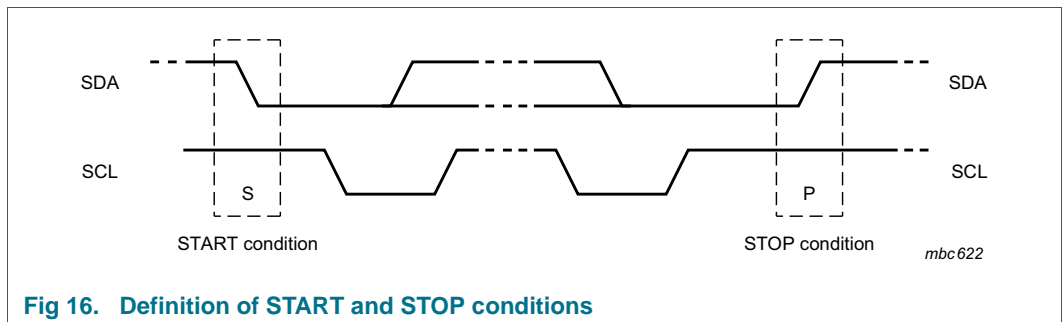 SDA SDA
SCL SCL
S P
START condition STOP condition
mbc622
Fig 16. Definition of START and STOP conditions